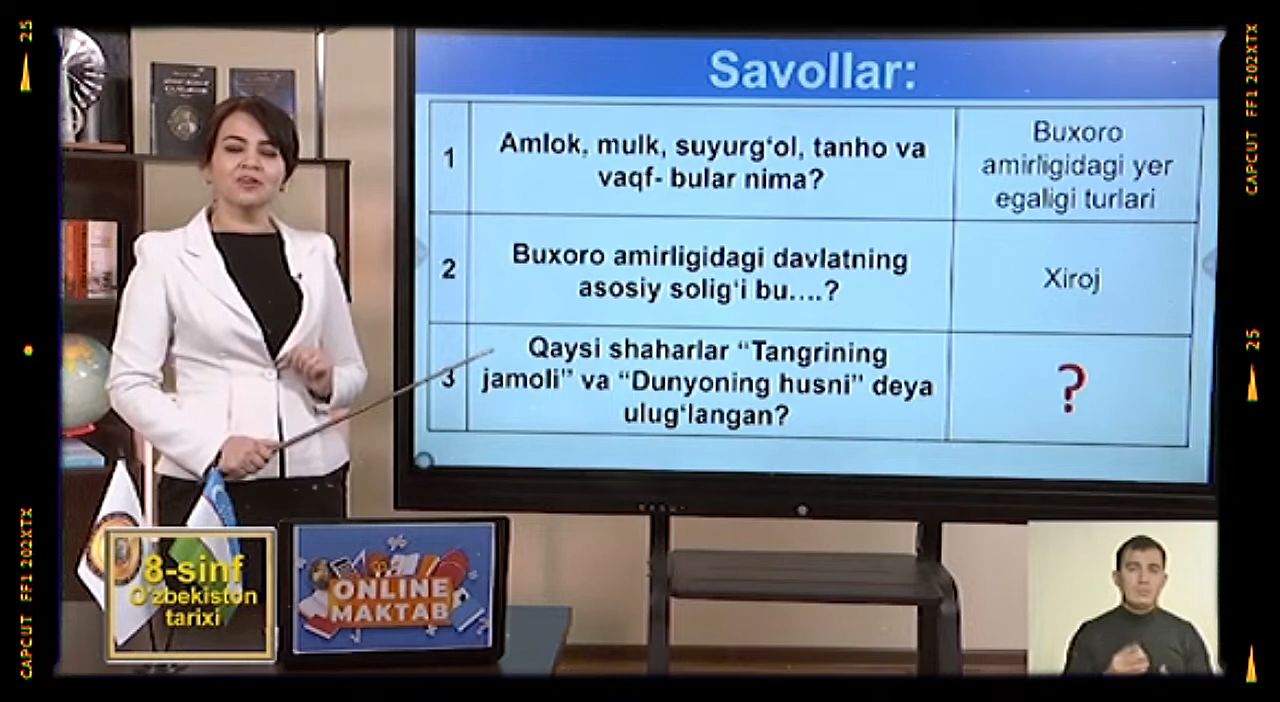 25
CAPCUT FF1 202XTX
Savollar:
1
Amlok, mulk, suyurg‘ol, tanho va
vaqf- bular nima?
Buxoro
amirligidagi yer
egaligi turlari
2
Buxoro amirligidagi davlatning
asosiy solig‘i bu....?
Xiroj
3
Qaysi shaharlar “Tangrining
jamoli” va “Dunyoning husni” deya
ulug‘langan?
?
8-sinf
O‘zbekiston
tarixi
ONLINE
MAKTAB
CAPCUT FF1 202XTX
25